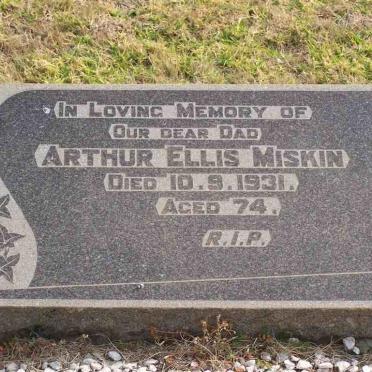 In Loving Memory of
Our dear Dad
Arthur Ellis Miskin
Died 10.9.1931.
Aged 74.
R.I.P.